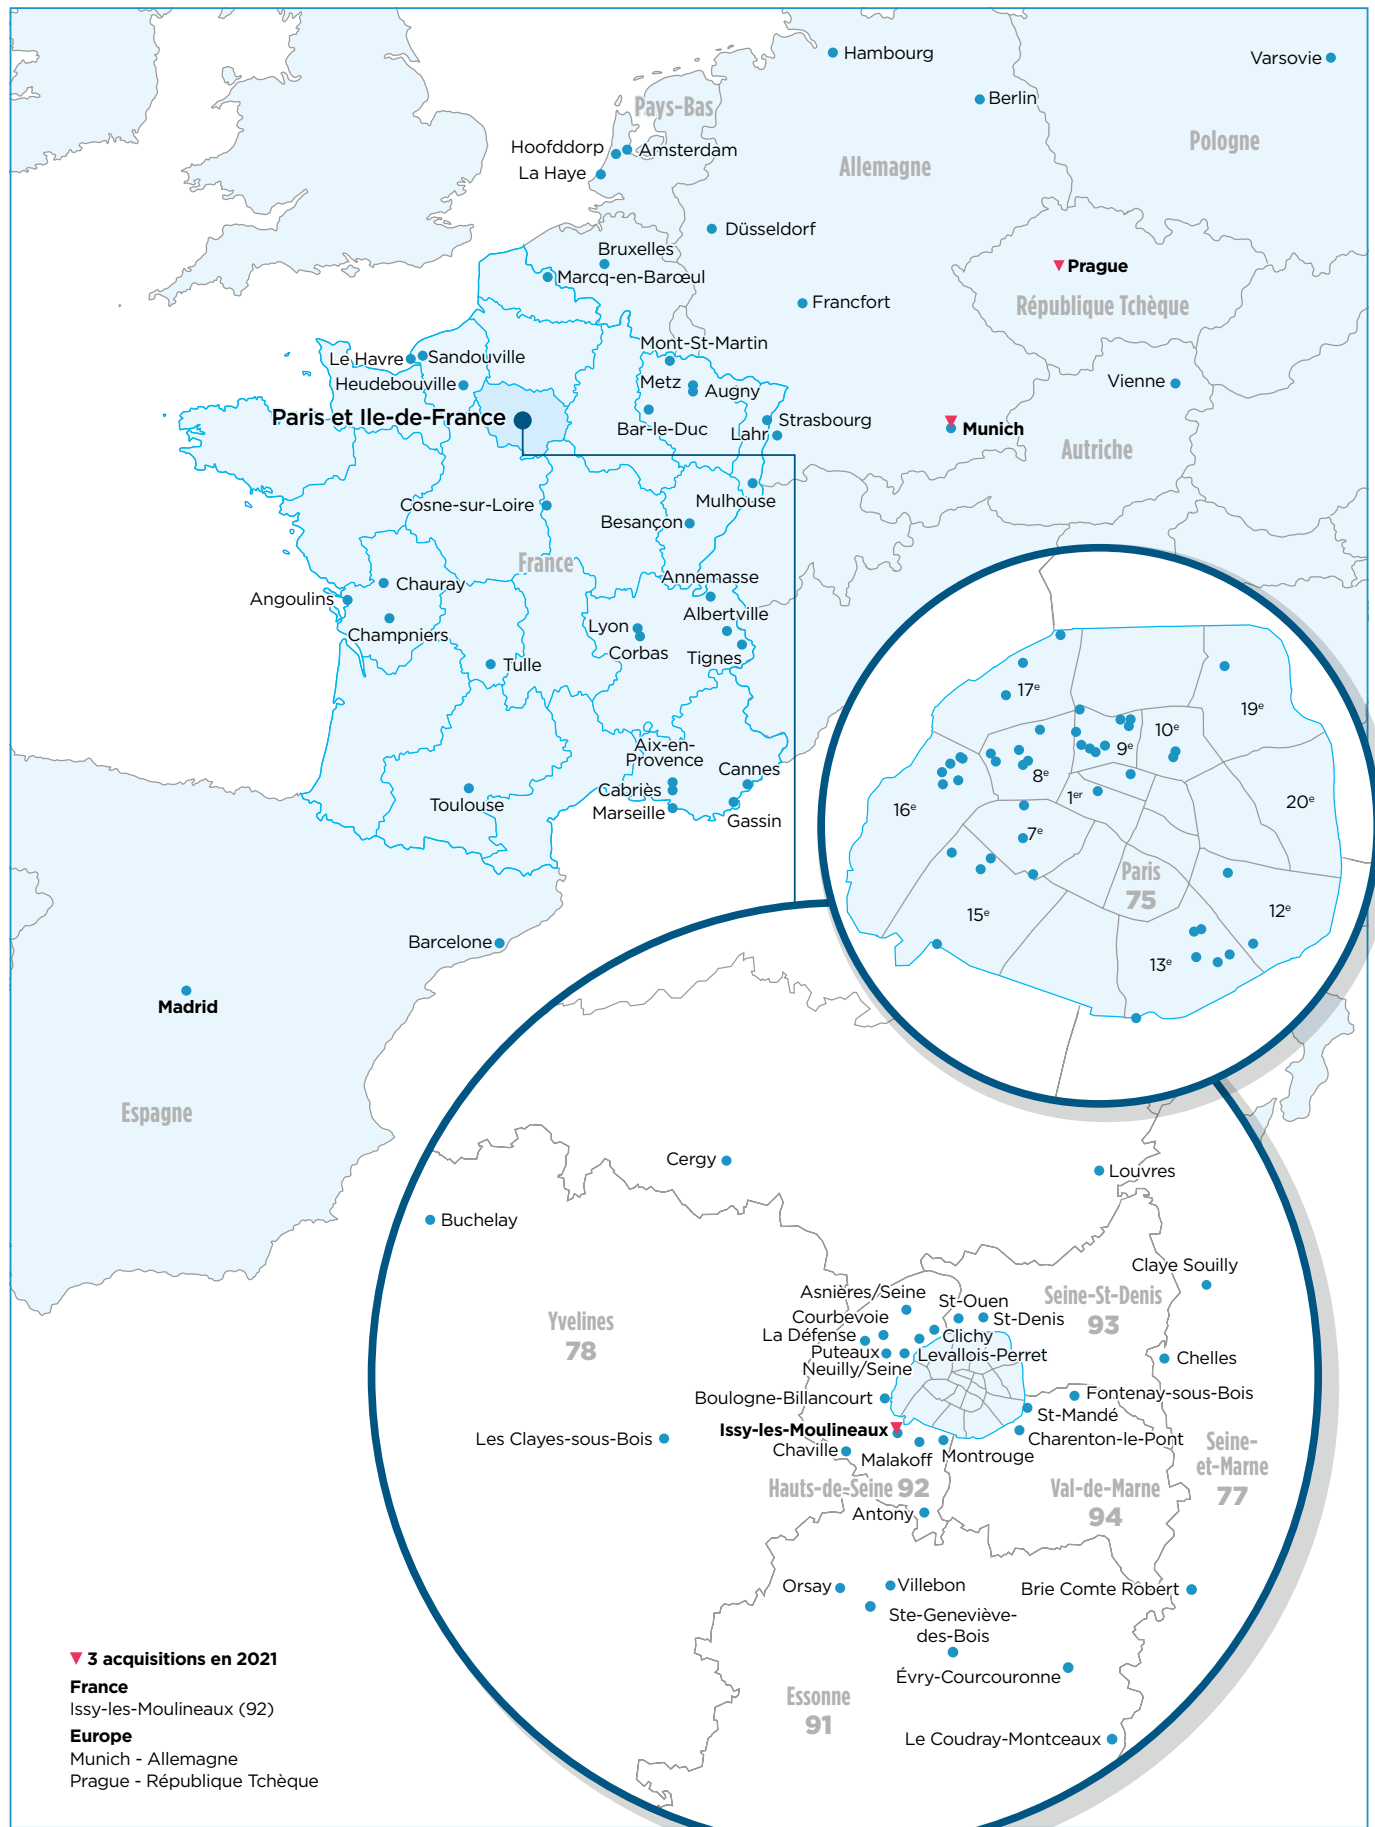 Hambourg
Varsovie
Berlin
Pays-Bas
Pologne
Hoofddorp
Amsterdam
Allemagne
La Haye
Düsseldorf
Bruxelles
Prague
Marcq-en-Barœul
République Tchèque
Francfort
Mont-St-Martin
Le Havre
Sandouville
Heudebouville
Metz
Augny
Vienne
Paris et Ile-de-France
Strasbourg
Bar-le-Duc
Lahr
Munich
Autriche
Cosne-sur-Loire
Mulhouse
Besançon
France
Annemasse
Chauray
Angoulins
Albertville
Champniers
Lyon
Corbas
Tignes
Tulle
17e
19e
10e
9e
8e
Aix-en-
Provence
Cannes
Cabriès
Toulouse
Marseille
Gassin
1er
16e
20e
7e
Paris
75
15e
12e
13e
Barcelone
Madrid
Espagne
Cergy
Louvres
Buchelay
Claye Souilly
Asnières/Seine
St-Ouen
Seine-St-Denis
93
Courbevoie
St-Denis
Yvelines
78
La Défense
Clichy
Puteaux
Levallois-Perret
Neuilly/Seine
Chelles
Boulogne-Billancourt
Fontenay-sous-Bois
St-Mandé
Issy-les-Moulineaux
Les Clayes-sous-Bois
Charenton-le-Pont
Chaville
Malakoff
Montrouge
Seine-
et-Marne
77
Hauts-de-Seine 92
Val-de-Marne
94
Antony
Orsay
Villebon
Brie Comte Robert
Ste-Geneviève-
des-Bois
Évry-Courcouronne
Essonne
91
Le Coudray-Montceaux
3 acquisitions en 2021
France
Issy-les-Moulineaux (92)
Europe
Munich - Allemagne
Prague - République Tchèque